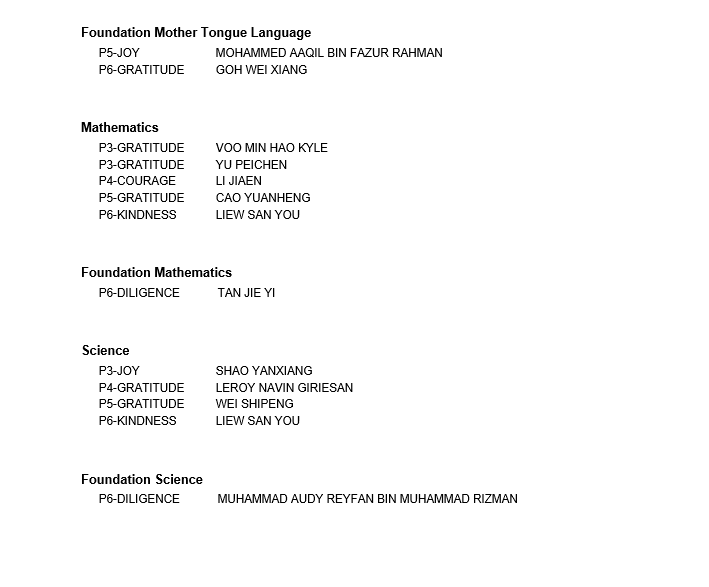 Foundation Mother Tongue Language
P5-JOY MOHAMMED AAQIL BIN FAZUR RAHMAN
P6-GRATITUDE GOH WEI XIANG
Mathematics
P3-GRATITUDE VOO MIN HAO KYLE
P3-GRATITUDE YU PEICHEN
P4-COURAGE LI JIAEN
P5-GRATITUDE CAO YUANHENG
P6-KINDNESS LIEW SAN YOU
Foundation Mathematics
P6-DILIGENCE TAN JIE YI
Science
P3-JOY SHAO YANXIANG
P4-GRATITUDE LEROY NAVIN GIRIESAN
P5-GRATITUDE WEI SHIPENG
P6-KINDNESS LIEW SAN YOU
Foundation Science
P6-DILIGENCE MUHAMMAD AUDY REYFAN BIN MUHAMMAD RIZMAN